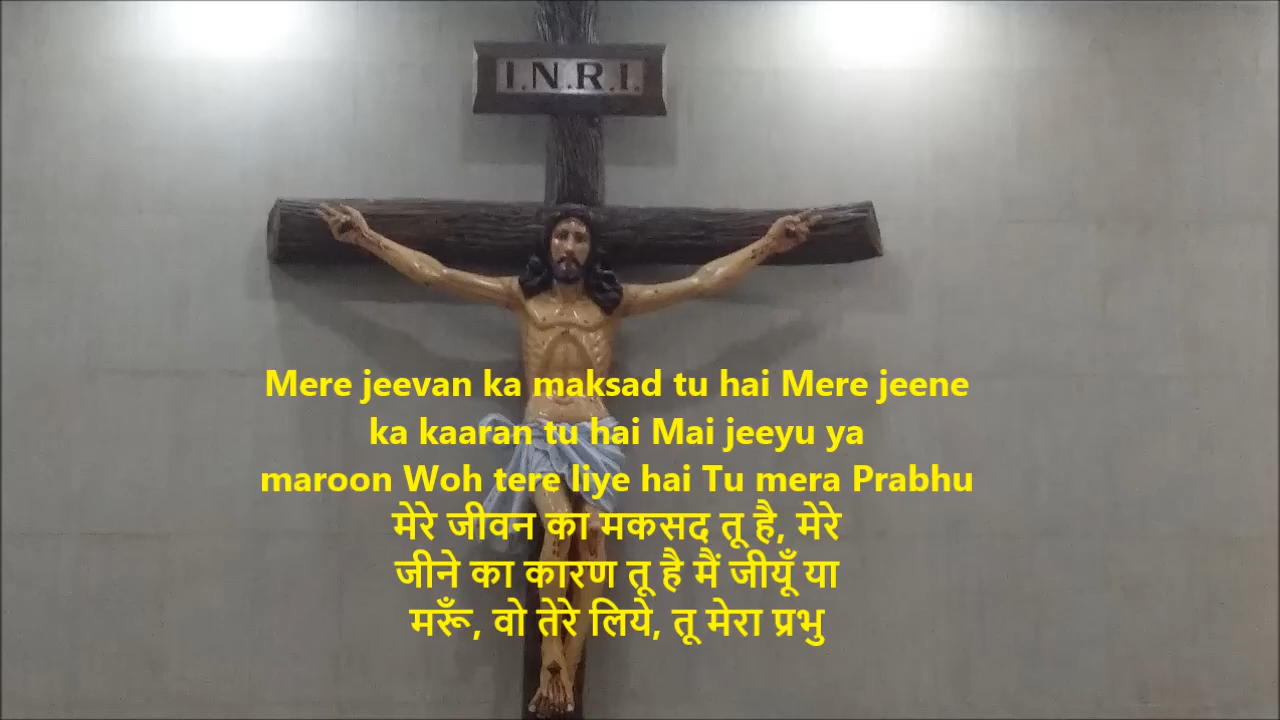 I.N.R.I.
Mere jeevan ka maksad tu hai Mere jeene
ka kaaran tu hai Mai jeeyu ya
maroon Woh tere liye hai Tu mera Prabhu
मेरे जीवन का मकसद तू है, मेरे
जीने का कारण तू है मैं जीयूँ या
मरूँ, वो तेरे लिये, तू मेरा प्रभु